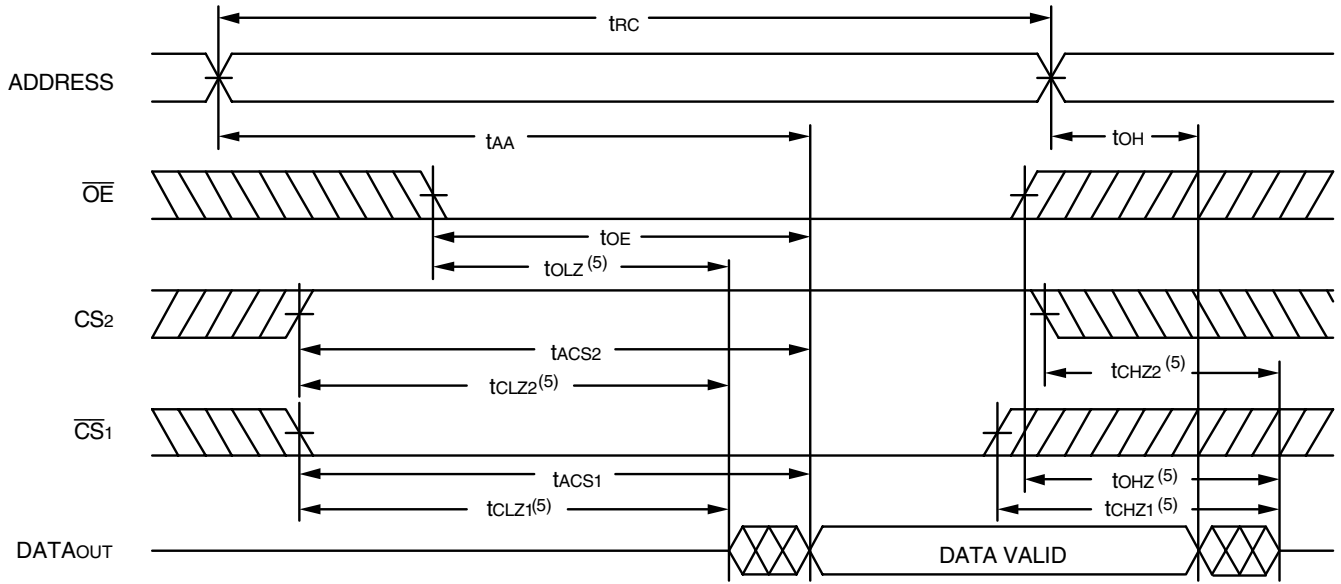 tRC
ADDRESS
tAA
tOH
OE
tOE
tOLZ (5)
CS2
tACS2
tCLZ2(5)
tCHZ2(5)
CS1
tACS1
tOHZ (5)
tCLZ1(5)
tCHZ1(5)
DATAOUT
DATA VALID